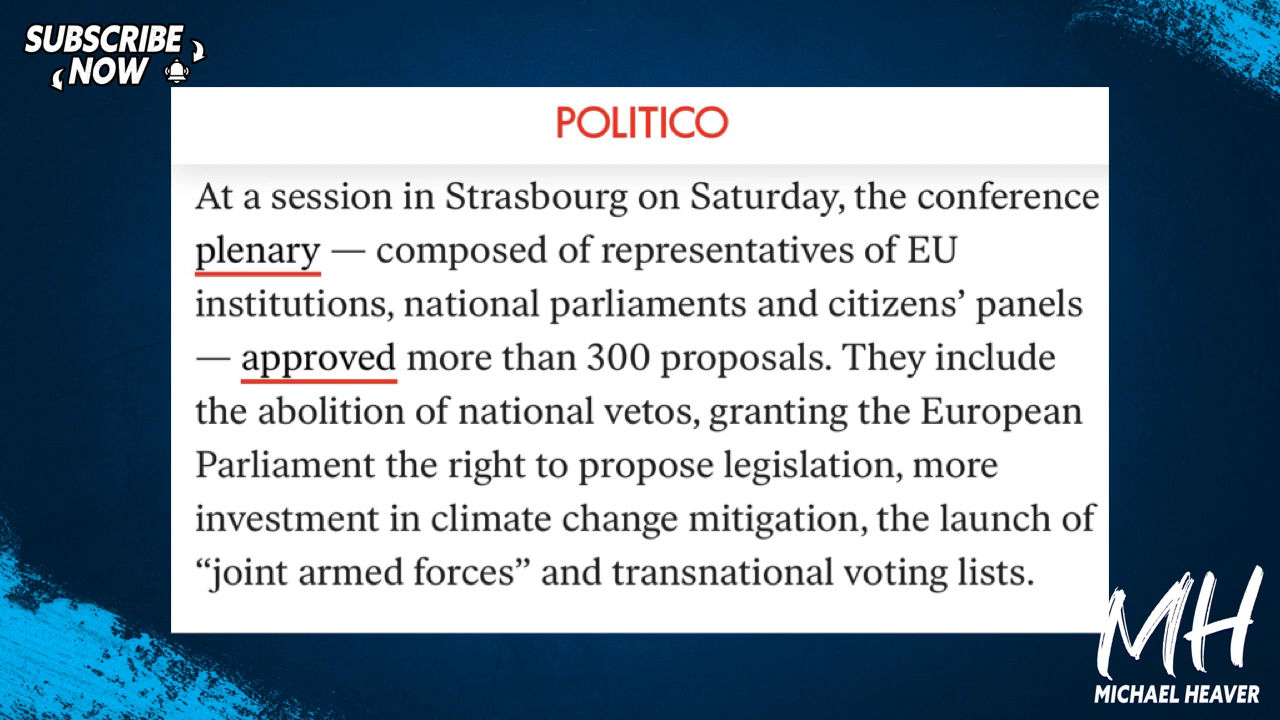 SUBSCRIBE
NOW
POLITICO
At a session in Strasbourg on Saturday, the conference
plenary — composed of representatives of EU
institutions, national parliaments and citizens’ panels
— approved more than 300 proposals. They include
the abolition of national vetos, granting the European
Parliament the right to propose legislation, more
investment in climate change mitigation, the launch of
“joint armed forces” and transnational voting lists.
MH
MICHAEL HEAVER